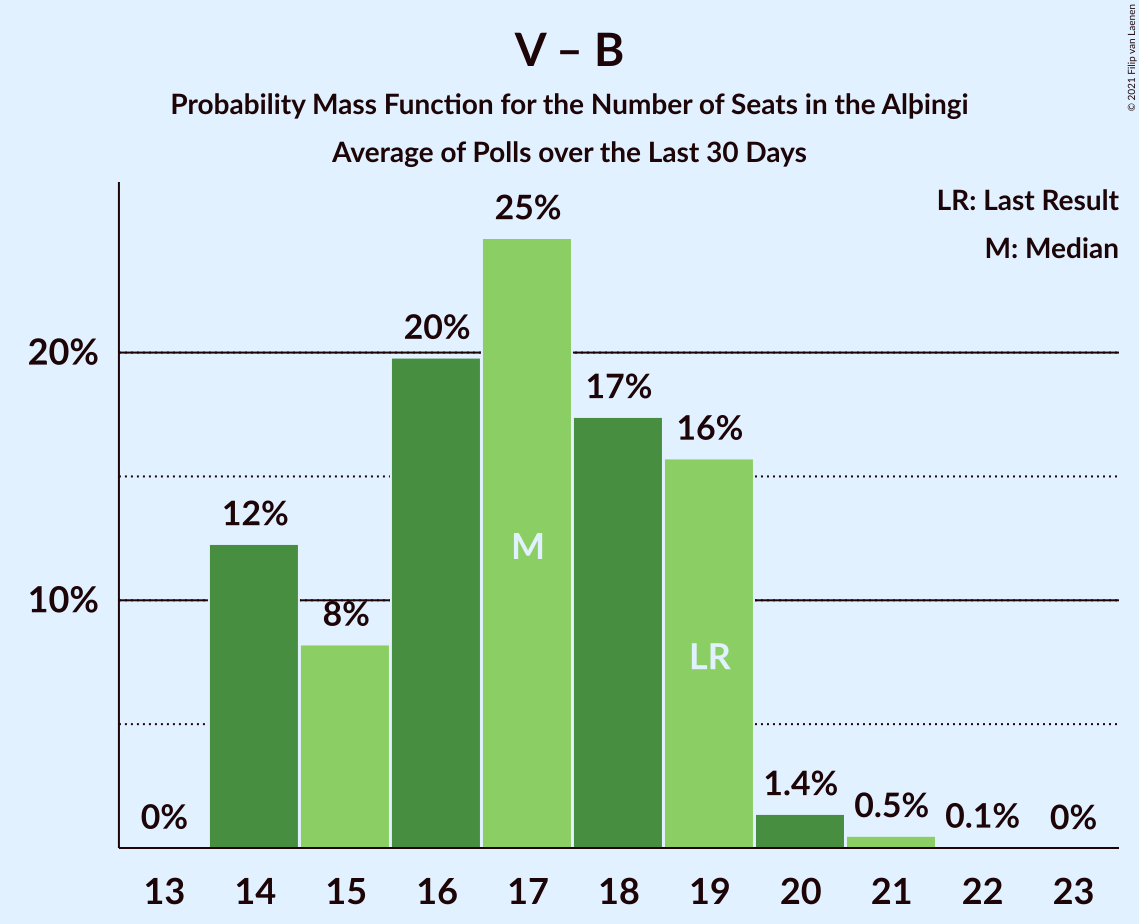 V – B
Probability Mass Function for the Number of Seats in the Alþingi
Average of Polls over the Last 30 Days
© 2021 Filip van Laenen
LR: Last Result
M: Median
20%
10%
0%
12%
8%
20%
25%
17%
16%
1.4%
0.5%
0.1%
0%
M
LR
13 14 15 16 17 18 19 20 21 22 23